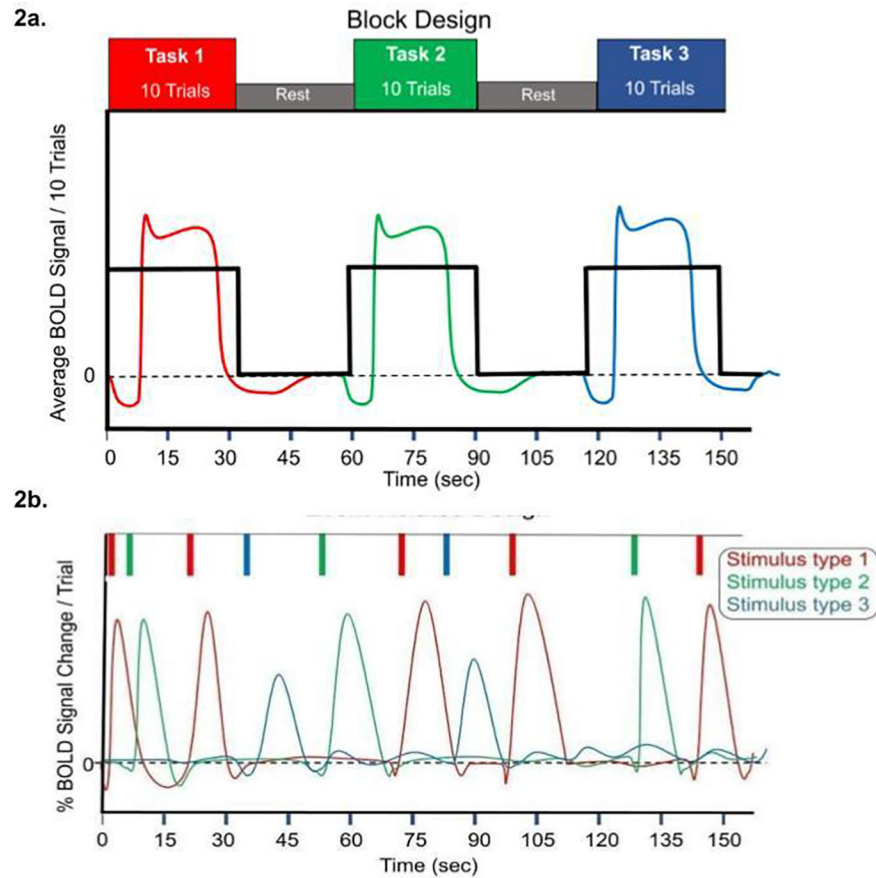 2a.
Block Design
Task 1
Task 2
Task 3
10 Trials
Rest
10 Trials
Rest
10 Trials
Average BOLD Signal / 10 Trials
0
0 15 30 45 60 75 90 105 120 135 150
Time (sec)
2b.
Stimulus type 1
Stimulus type 2
Stimulus type 3
% BOLD Signal Change / Trial
0
0 15 30 45 60 75 90 105 120 135 150
Time (sec)